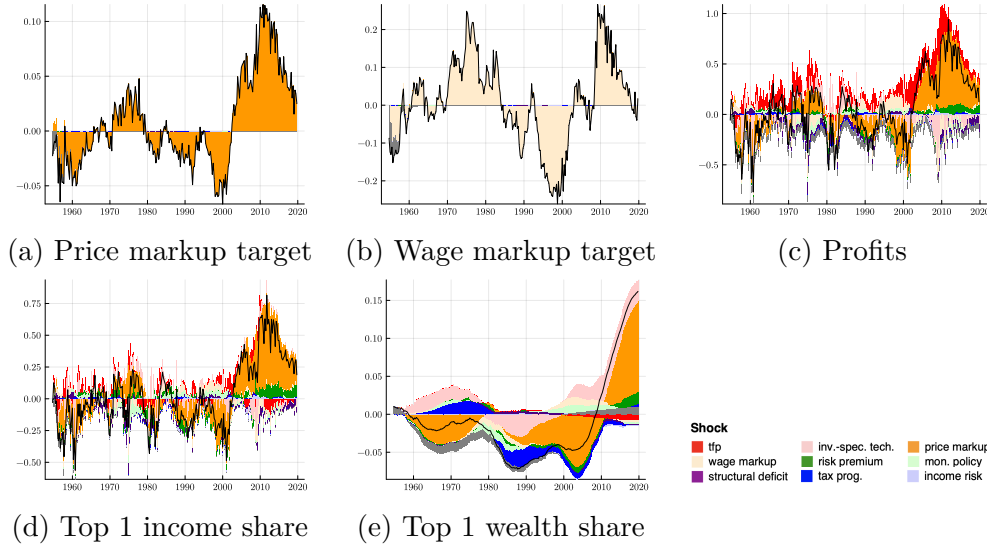 0.10
0.05
0.00
−0.05
1960 1970 1980 1990 2000 2010 2020
0.2
0.1
0.0
−0.1
−0.2
1960 1970 1980 1990 2000 2010 2020
1.0
0.5
0.0
−0.5
1960 1970 1980 1990 2000 2010 2020
(a) Price markup target
(b) Wage markup target
(c) Profits
0.75
0.50
0.25
0.00
−0.25
−0.50
1960 1970 1980 1990 2000 2010 2020
0.15
0.10
0.05
0.00
−0.05
1960 1970 1980 1990 2000 2010 2020
Shock
tfp inv.-spec. tech. price markup
wage markup risk premium mon. policy
structural deficit tax prog. income risk
(d) Top 1 income share
(e) Top 1 wealth share